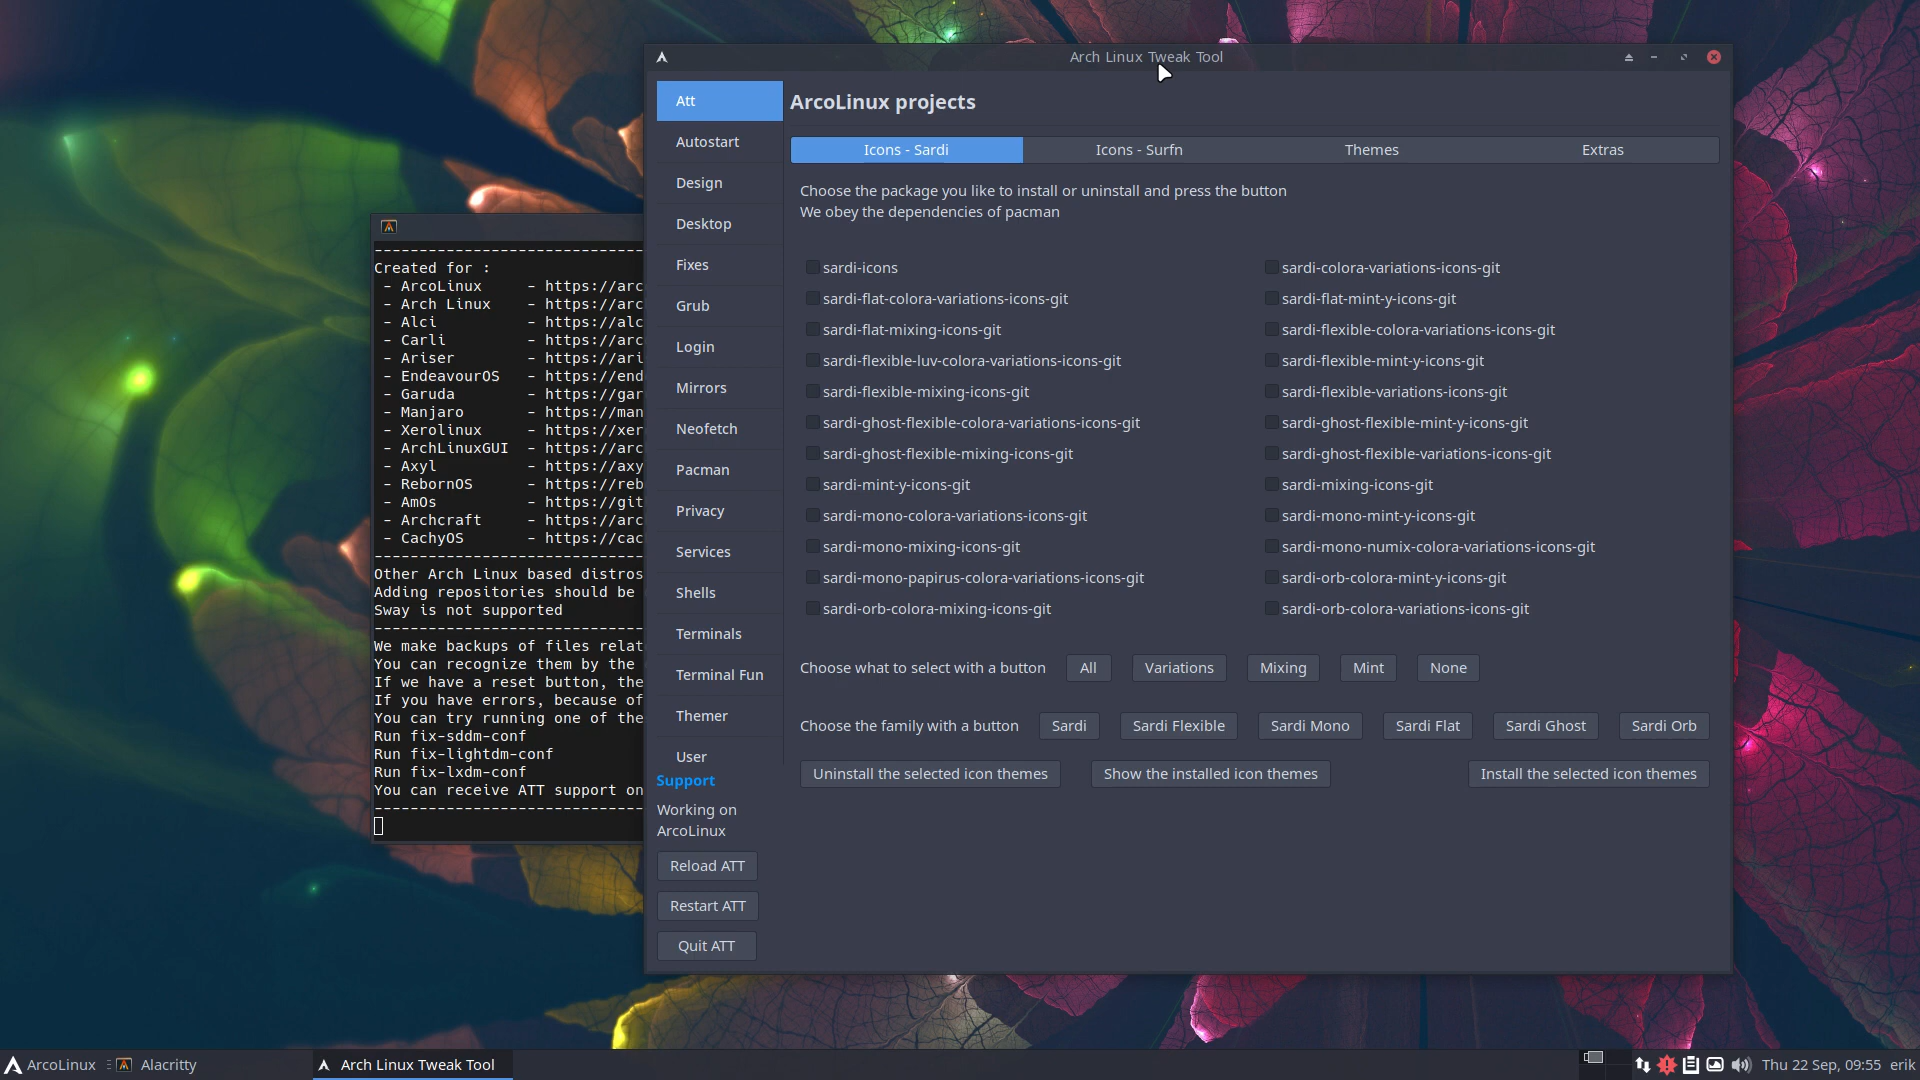 Arch Linux Tweak Tool
Att
Autostart
Design
Desktop
Fixes
Grub
Login
Mirrors
Neofetch
Pacman
Privacy
Services
Shells
Terminals
Terminal Fun
Themer
User
Support
Working on
ArcoLinux
Reload ATT
Restart ATT
Quit ATT
ArcoLinux projects
Icons - Sardi Icons - Surfn Themes Extras
Choose the package you like to install or uninstall and press the button
We obey the dependencies of pacman
sardi-icons sardi-colora-variations-icons-git
sardi-flat-colora-variations-icons-git sardi-flat-mint-y-icons-git
sardi-flat-mixing-icons-git sardi-flexible-colora-variations-icons-git
sardi-flexible-luv-colora-variations-icons-git sardi-flexible-mint-y-icons-git
sardi-flexible-mixing-icons-git sardi-flexible-variations-icons-git
sardi-ghost-flexible-colora-variations-icons-git sardi-ghost-flexible-mint-y-icons-git
sardi-ghost-flexible-mixing-icons-git sardi-ghost-flexible-variations-icons-git
sardi-mint-y-icons-git sardi-mixing-icons-git
sardi-mono-colora-variations-icons-git sardi-mono-mint-y-icons-git
sardi-mono-mixing-icons-git sardi-mono-numix-colora-variations-icons-git
sardi-mono-papirus-colora-variations-icons-git sardi-orb-colora-mint-y-icons-git
sardi-orb-colora-mixing-icons-git sardi-orb-colora-variations-icons-git
Choose what to select with a button All Variations Mixing Mint None
Choose the family with a button Sardi Sardi Flexible Sardi Mono Sardi Flat Sardi Ghost Sardi Orb
Uninstall the selected icon themes Show the installed icon themes Install the selected icon themes
--------------------------------
Created for :
- ArcoLinux - https://arc
- Arch Linux - https://arc
- Alci - https://alc
- Carli - https://arc
- Ariser - https://ari
- EndeavourOS - https://end
- Garuda - https://gar
- Manjaro - https://man
- Xerolinux - https://xer
- ArchLinuxGUI - https://arc
- Axyl - https://axy
- RebornOS - https://reb
- AmOs - https://git
- Archcraft - https://arc
- CachyOS - https://cac
--------------------------------
Other Arch Linux based distros
Adding repositories should be
Sway is not supported
--------------------------------
We make backups of files relat
You can recognize them by the
If we have a reset button, the
If you have errors, because of
You can try running one of the
Run fix-sddm-conf
Run fix-lightdm-conf
Run fix-lxdm-conf
You can receive ATT support on
--------------------------------
ArcoLinux Alacritty Arch Linux Tweak Tool Thu 22 Sep, 09:55 erik